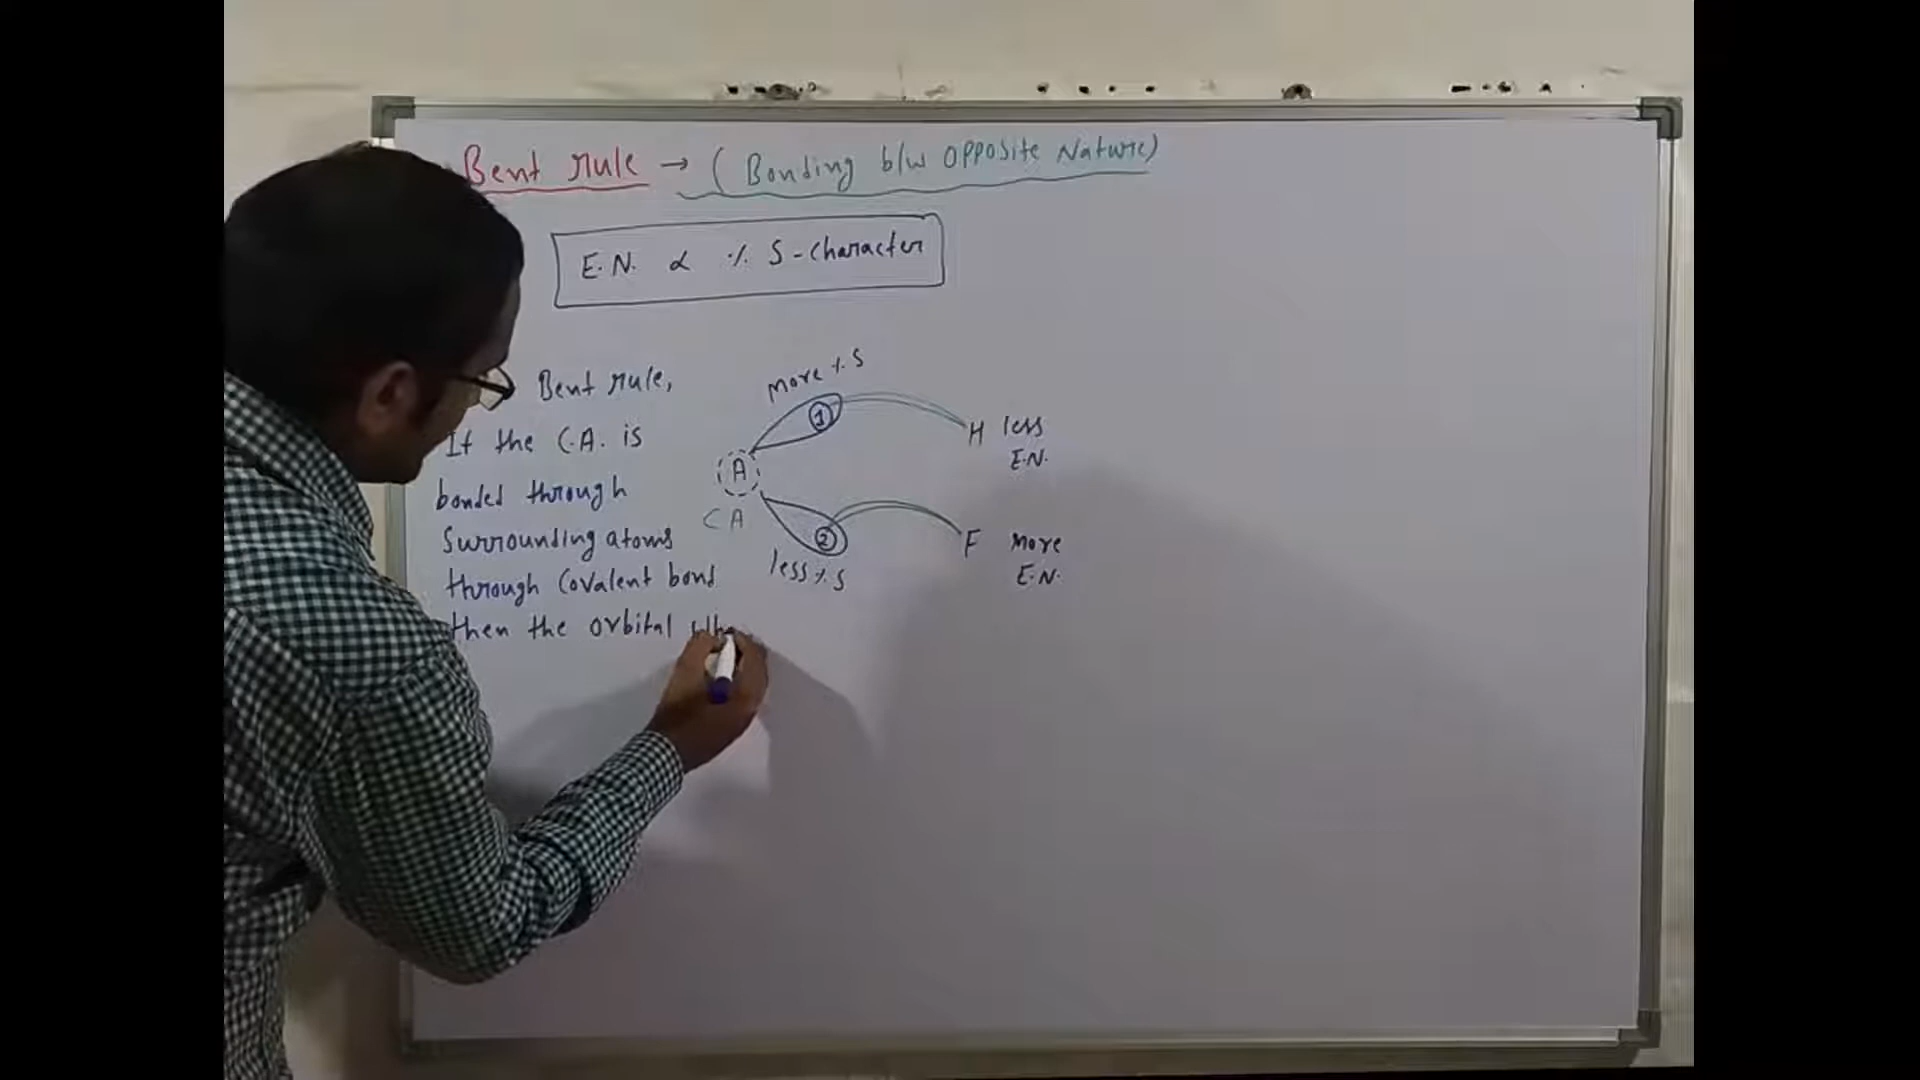 Bent rule → (Bonding b/w OPPosite Nature)
E.N. ∝ % S-character
Bent rule,
If the C.A. is
bonded through
Surrounding atoms
through Covalent bond
then the orbital
more % S
1
A
C A
2
less % S
H less
E.N.
F more
E.N.